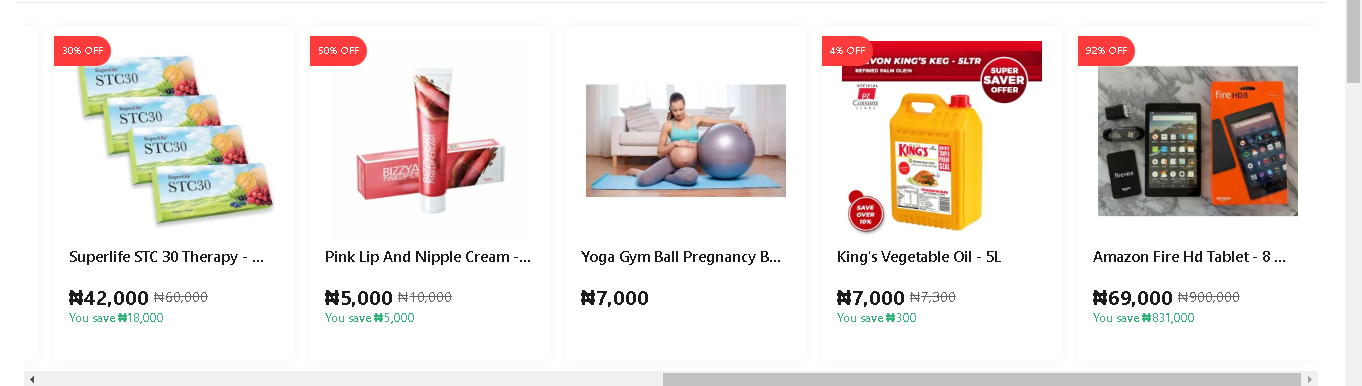 30% OFF
SuperLife
STC30
SuperLife
STC30
SuperLife
STC30
SuperLife
STC30
Superlife STC 30 Therapy - ...
₦42,000 ₦60,000
You save ₦18,000
50% OFF
BIZZYA
PINKLIP CREAM
Pink Lip And Nipple Cream -...
₦5,000 ₦10,000
You save ₦5,000
Yoga Gym Ball Pregnancy B...
₦7,000
4% OFF
EVON KING'S KEG - 5LTR
REFINED PALM OLEIN
OFFICIAL
PZ
Cussons
STORE
SUPER
SAVER
OFFER
KING'S
SAVE
OVER
10%
King's Vegetable Oil - 5L
₦7,000 ₦7,300
You save ₦300
92% OFF
fire HD8
amazon
Amazon Fire Hd Tablet - 8 ...
₦69,000 ₦900,000
You save ₦831,000